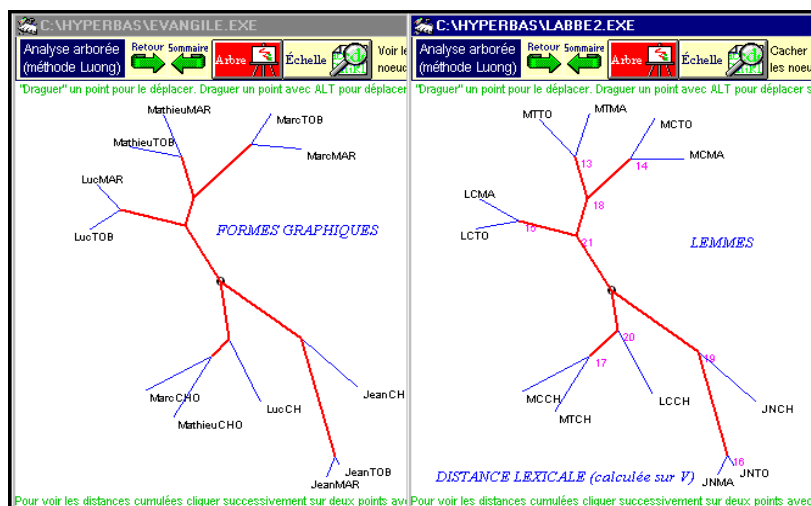 C:\HYPERBAS\EVANGILE.EXE
Analyse arborée
(méthode Luong)
Retour
Sommaire
Arbre
Échelle
Voir le
noeud
"Draguer" un point pour le déplacer. Draguer un point avec ALT pour déplacer
MathieuMAR
MarcTOB
MathieuTOB
MarcMAR
LucMAR
FORMES GRAPHIQUES
LucTOB
MarcCHO
JeanCH
LucCH
MathieuCHO
JeanTOB
JeanMAR
Pour voir les distances cumulées cliquer successivement sur deux points avec
C:\HYPERBAS\LABBE2.EXE
Analyse arborée
(méthode Luong)
Retour
Sommaire
Arbre
Échelle
Cacher
les noeu
"Draguer" un point pour le déplacer. Draguer un point avec ALT pour déplacer s
MTTO
MTMA
MCTO
MCMA
13
14
LCMA
18
15
LCTO
21
LEMMES
20
19
17
MCCH
LCCH
JNCH
MTCH
16
JNTO
JNMA
DISTANCE LEXICALE (calculée sur V)
Pour voir les distances cumulées cliquer successivement sur deux points avec